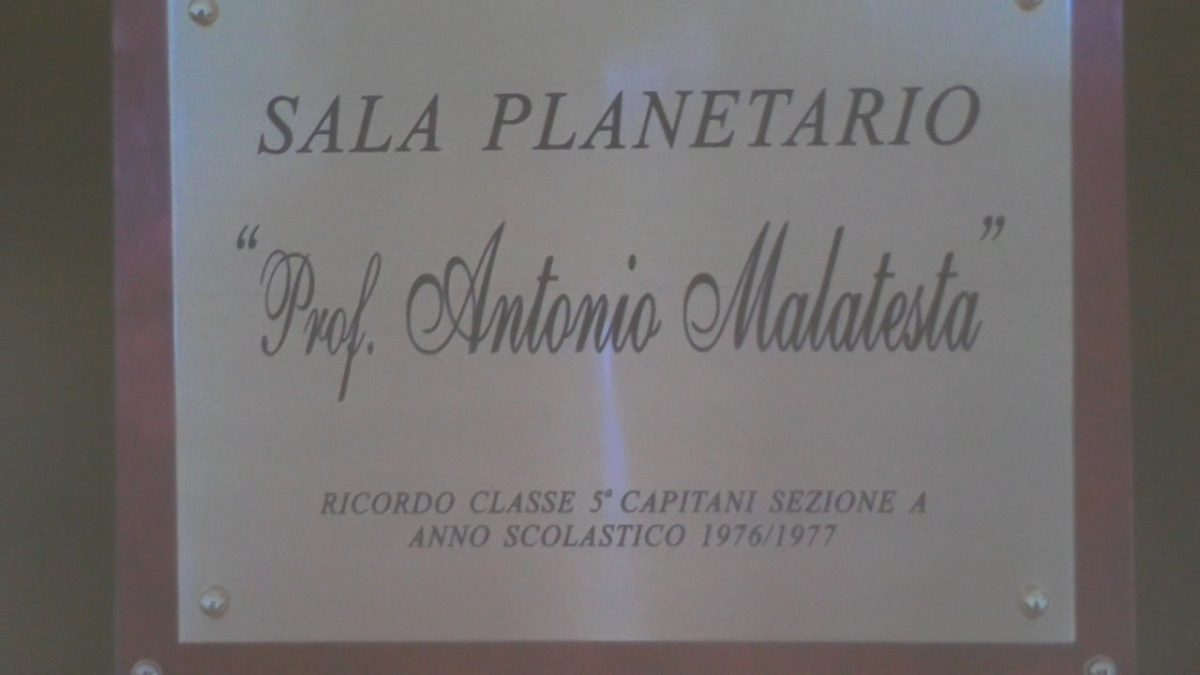 SALA PLANETARIO
“Prof. Antonio Malatesta”
RICORDO CLASSE 5ª CAPITANI SEZIONE A
ANNO SCOLASTICO 1976/1977